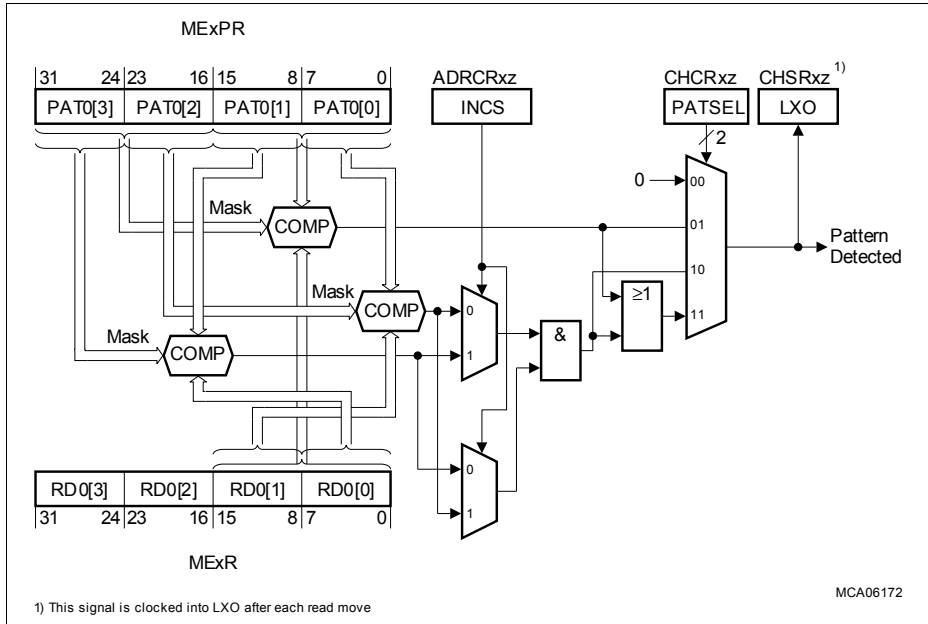 MExPR
31 24 23 16 15 8 7 0
PAT0[3] PAT0[2] PAT0[1] PAT0[0]
ADRCRxz
INCS
CHCRxz
PATSEL
CHSRxz 1)
LXO
2
0
00
Mask
COMP
01
Pattern
Detected
10
Mask
COMP
0
≥1
11
&
Mask
COMP
1
0
1
RD0[3] RD0[2] RD0[1] RD0[0]
31 24 23 16 15 8 7 0
MExR
MCA06172
1) This signal is clocked into LXO after each read move